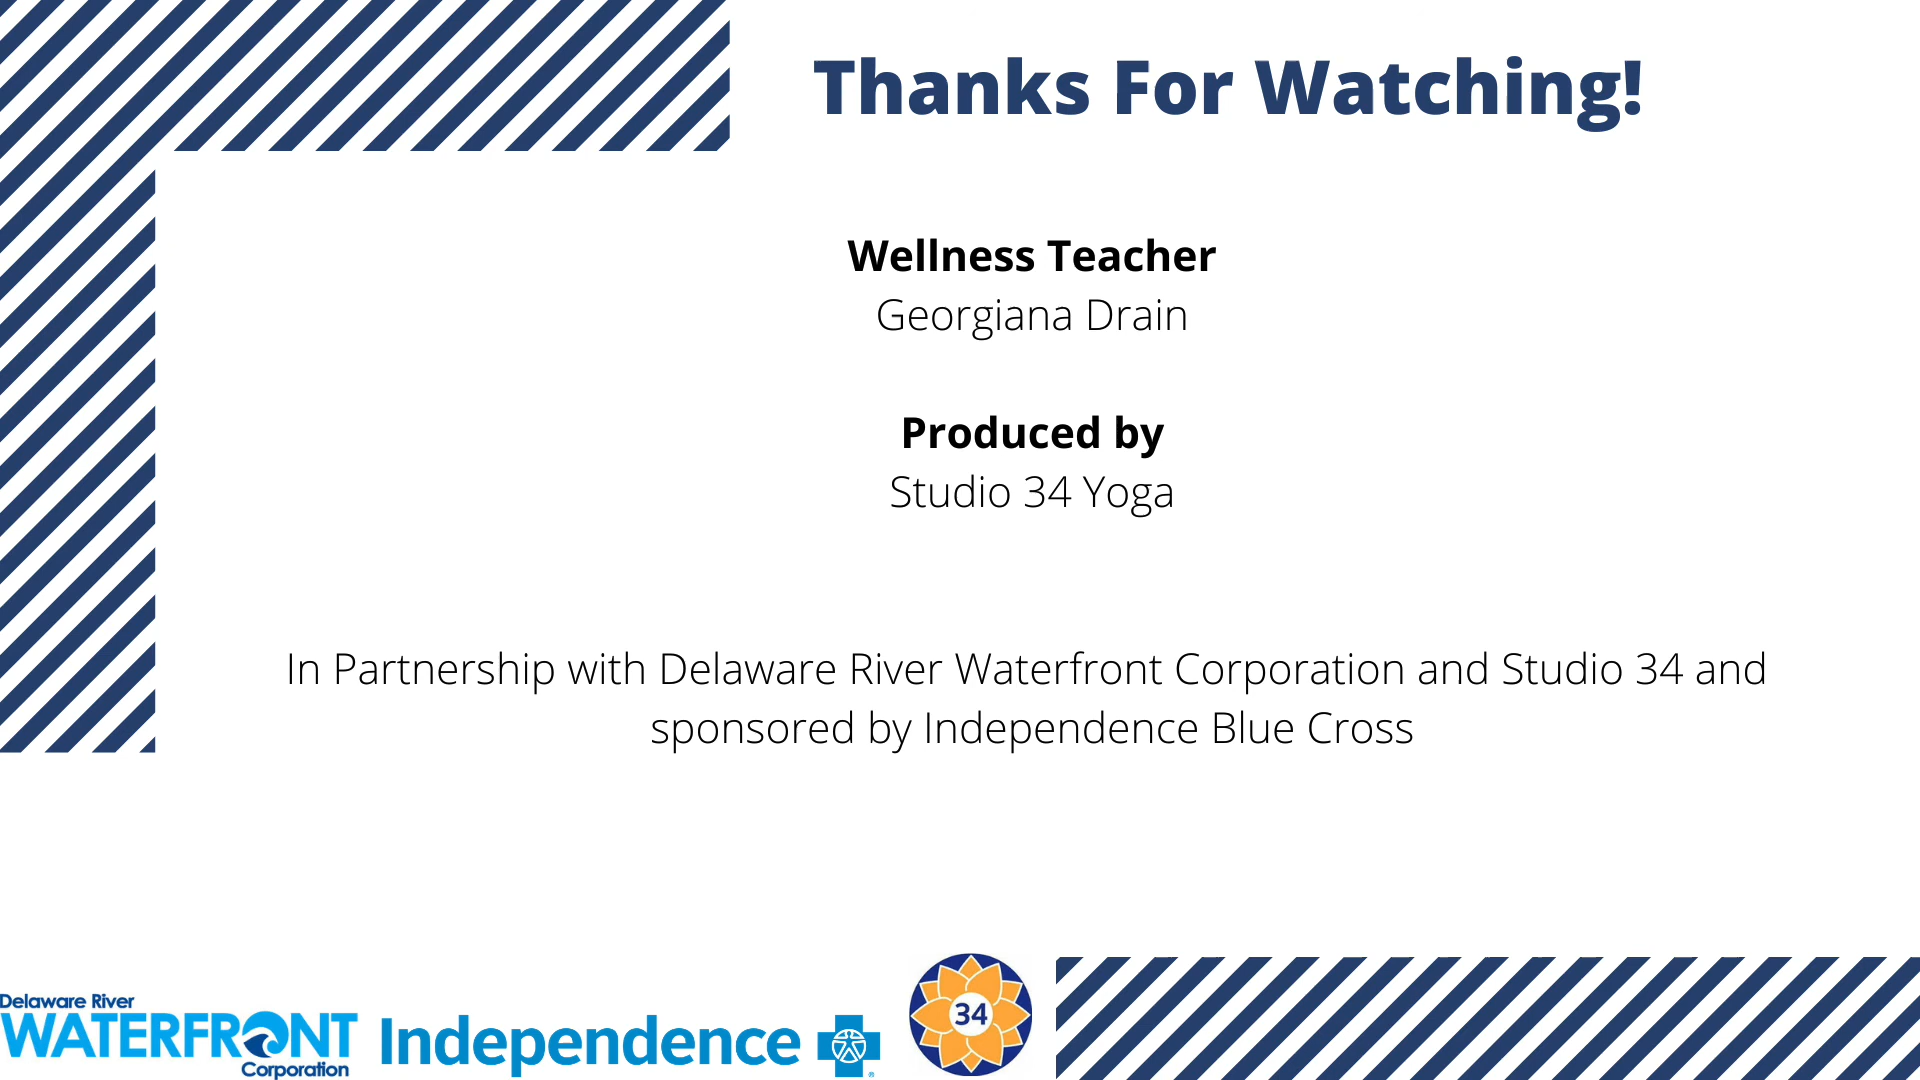 Thanks For Watching!
Wellness Teacher
Georgiana Drain
Produced by
Studio 34 Yoga
In Partnership with Delaware River Waterfront Corporation and Studio 34 and
sponsored by Independence Blue Cross
Delaware River
WATERFRONT
Corporation
Independence
®
34